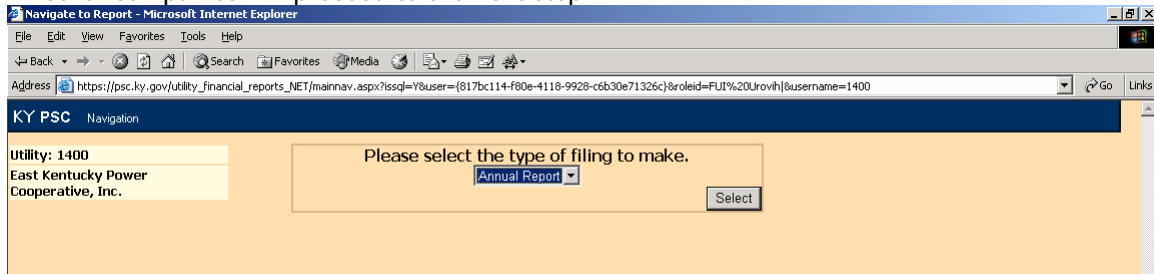 Navigate to Report - Microsoft Internet Explorer
File Edit View Favorites Tools Help
Back Search Favorites Media
Address https://psc.ky.gov/utility_financial_reports_NET/mainnav.aspx?issql=Y&user={817bc114-f80e-4118-9928-c6b30e71326c}&roleid=FUI%20Urovih|&username=1400 Go Links
KY PSC Navigation
Utility: 1400
East Kentucky Power
Cooperative, Inc.
Please select the type of filing to make.
Annual Report
Select